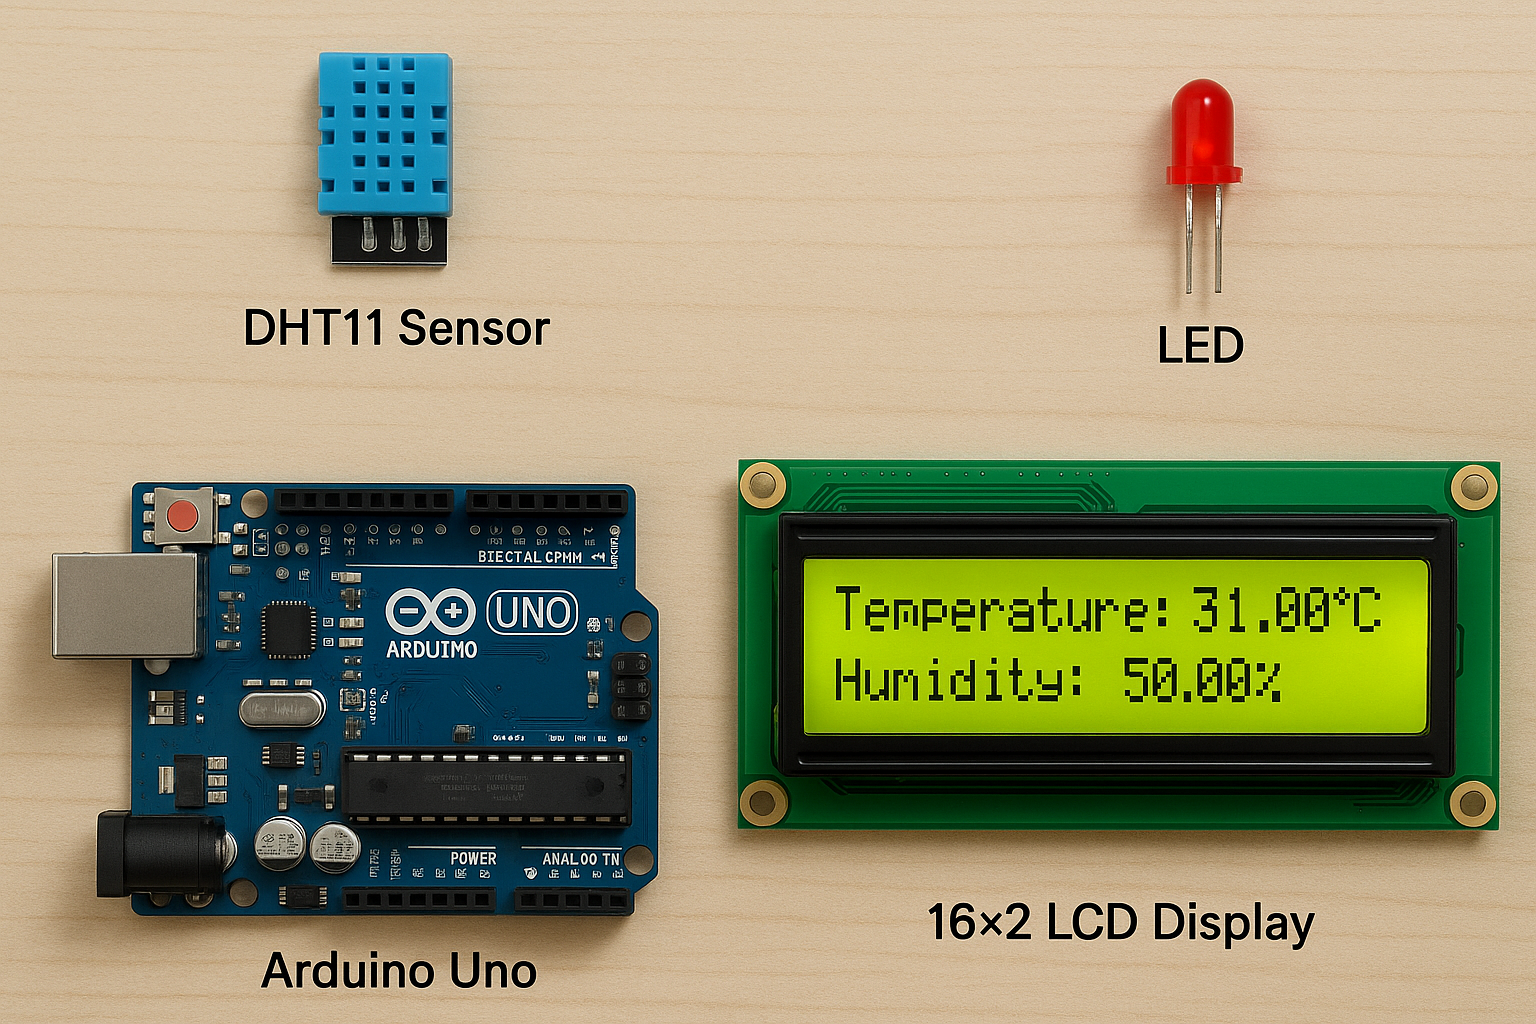 DHT11 Sensor
LED
BIECTAL CPMM
UNO
ARDUIMO
Temperature: 31.00°C
Humidity: 50.00%
POWER
ANALOO TN
16×2 LCD Display
Arduino Uno